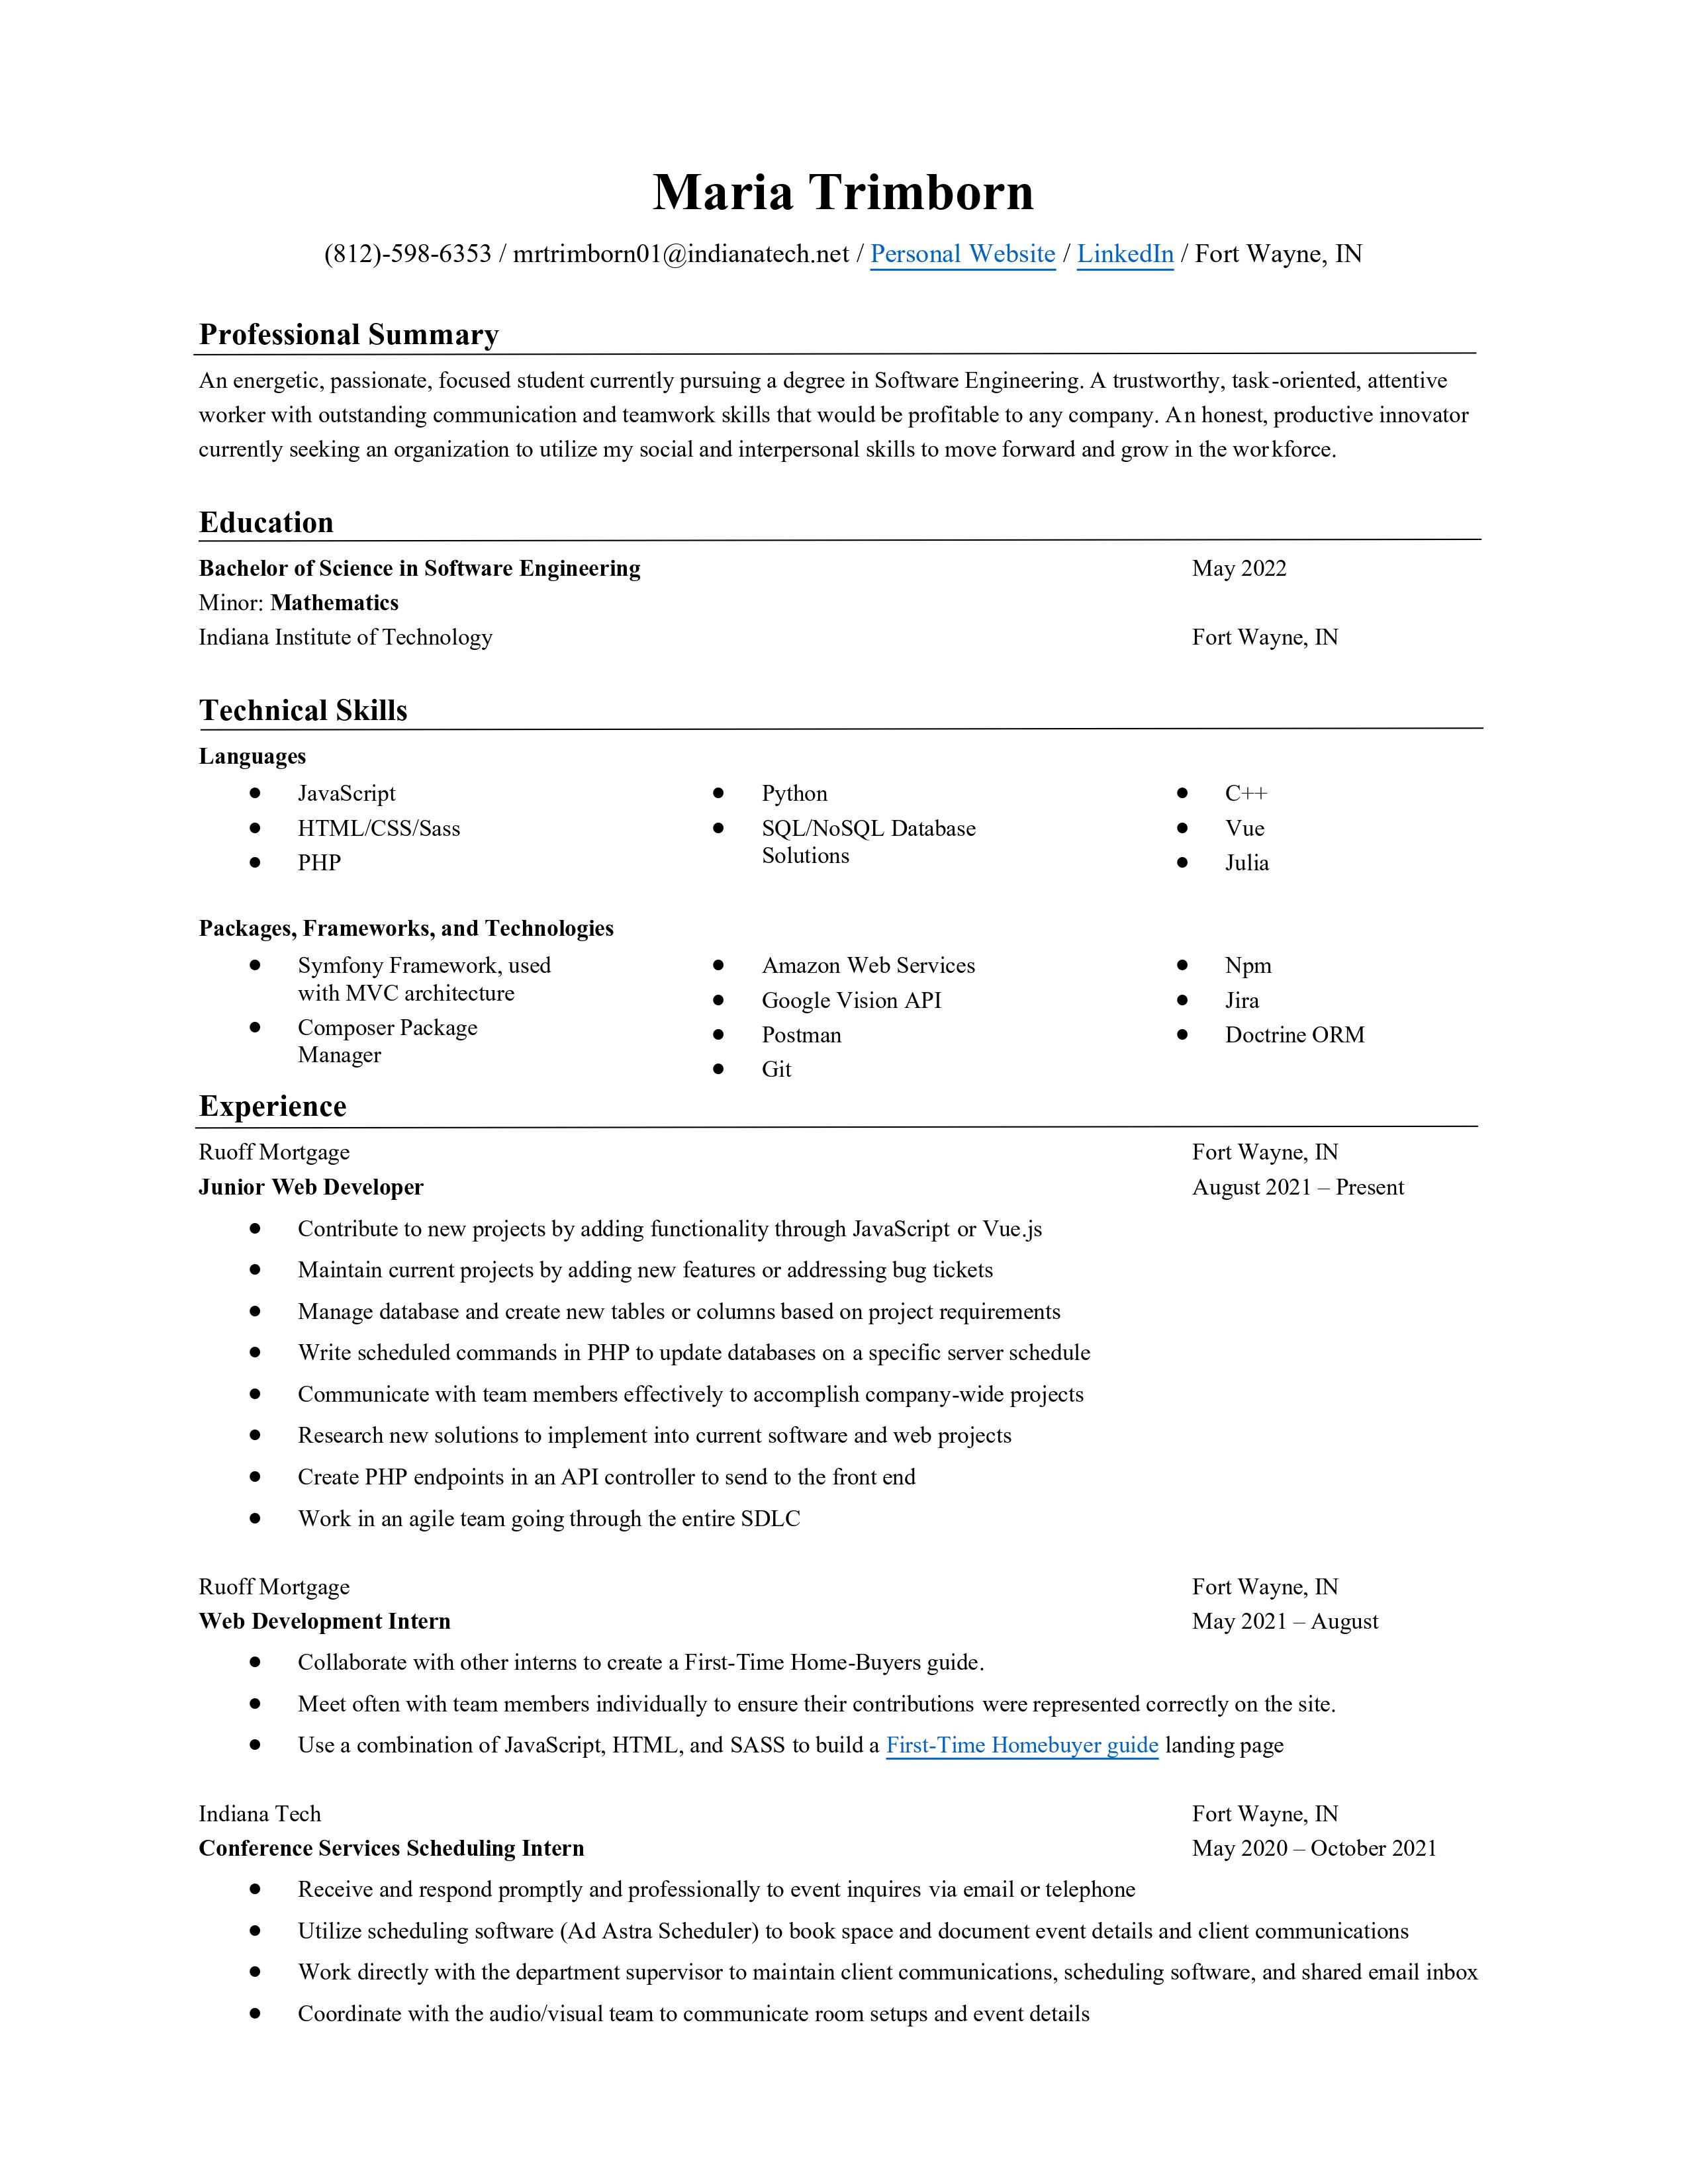 Maria Trimborn
(812)-598-6353 / mrtrimborn01@indianatech.net / Personal Website / LinkedIn / Fort Wayne, IN
Professional Summary
An energetic, passionate, focused student currently pursuing a degree in Software Engineering. A trustworthy, task-oriented, attentive
worker with outstanding communication and teamwork skills that would be profitable to any company. An honest, productive innovator
currently seeking an organization to utilize my social and interpersonal skills to move forward and grow in the workforce.
Education
Bachelor of Science in Software Engineering May 2022
Minor: Mathematics
Indiana Institute of Technology Fort Wayne, IN
Technical Skills
Languages
● JavaScript
● HTML/CSS/Sass
● PHP
● Python
● SQL/NoSQL Database
Solutions
● C++
● Vue
● Julia
Packages, Frameworks, and Technologies
● Symfony Framework, used
with MVC architecture
● Composer Package
Manager
● Amazon Web Services
● Google Vision API
● Postman
● Git
● Npm
● Jira
● Doctrine ORM
Experience
Ruoff Mortgage Fort Wayne, IN
Junior Web Developer August 2021 – Present
● Contribute to new projects by adding functionality through JavaScript or Vue.js
● Maintain current projects by adding new features or addressing bug tickets
● Manage database and create new tables or columns based on project requirements
● Write scheduled commands in PHP to update databases on a specific server schedule
● Communicate with team members effectively to accomplish company-wide projects
● Research new solutions to implement into current software and web projects
● Create PHP endpoints in an API controller to send to the front end
● Work in an agile team going through the entire SDLC
Ruoff Mortgage Fort Wayne, IN
Web Development Intern May 2021 – August
● Collaborate with other interns to create a First-Time Home-Buyers guide.
● Meet often with team members individually to ensure their contributions were represented correctly on the site.
● Use a combination of JavaScript, HTML, and SASS to build a First-Time Homebuyer guide landing page
Indiana Tech Fort Wayne, IN
Conference Services Scheduling Intern May 2020 – October 2021
● Receive and respond promptly and professionally to event inquires via email or telephone
● Utilize scheduling software (Ad Astra Scheduler) to book space and document event details and client communications
● Work directly with the department supervisor to maintain client communications, scheduling software, and shared email inbox
● Coordinate with the audio/visual team to communicate room setups and event details